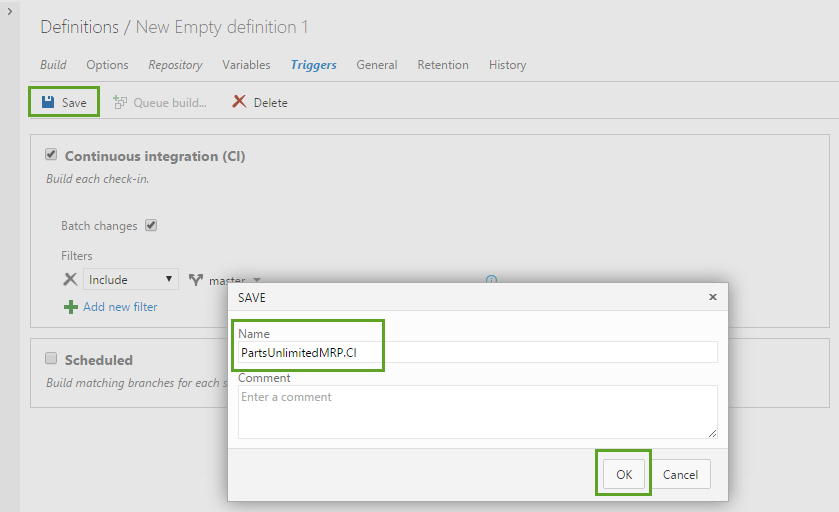 Definitions / New Empty definition 1
Build Options Repository Variables Triggers General Retention History
Save Queue build... Delete
Continuous integration (CI)
Build each check-in.
Batch changes
Filters
Include master
Add new filter
SAVE
Name
PartsUnlimitedMRP.CI
Scheduled
Build matching branches for each s
Comment
Enter a comment
OK Cancel